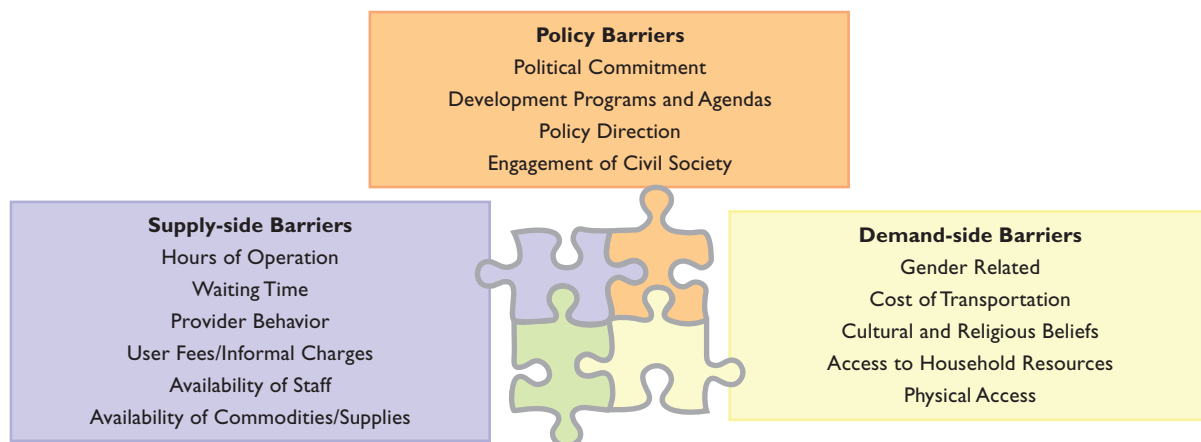 Policy Barriers
Political Commitment
Development Programs and Agendas
Policy Direction
Engagement of Civil Society
Supply-side Barriers
Hours of Operation
Waiting Time
Provider Behavior
User Fees/Informal Charges
Availability of Staff
Availability of Commodities/Supplies
Demand-side Barriers
Gender Related
Cost of Transportation
Cultural and Religious Beliefs
Access to Household Resources
Physical Access